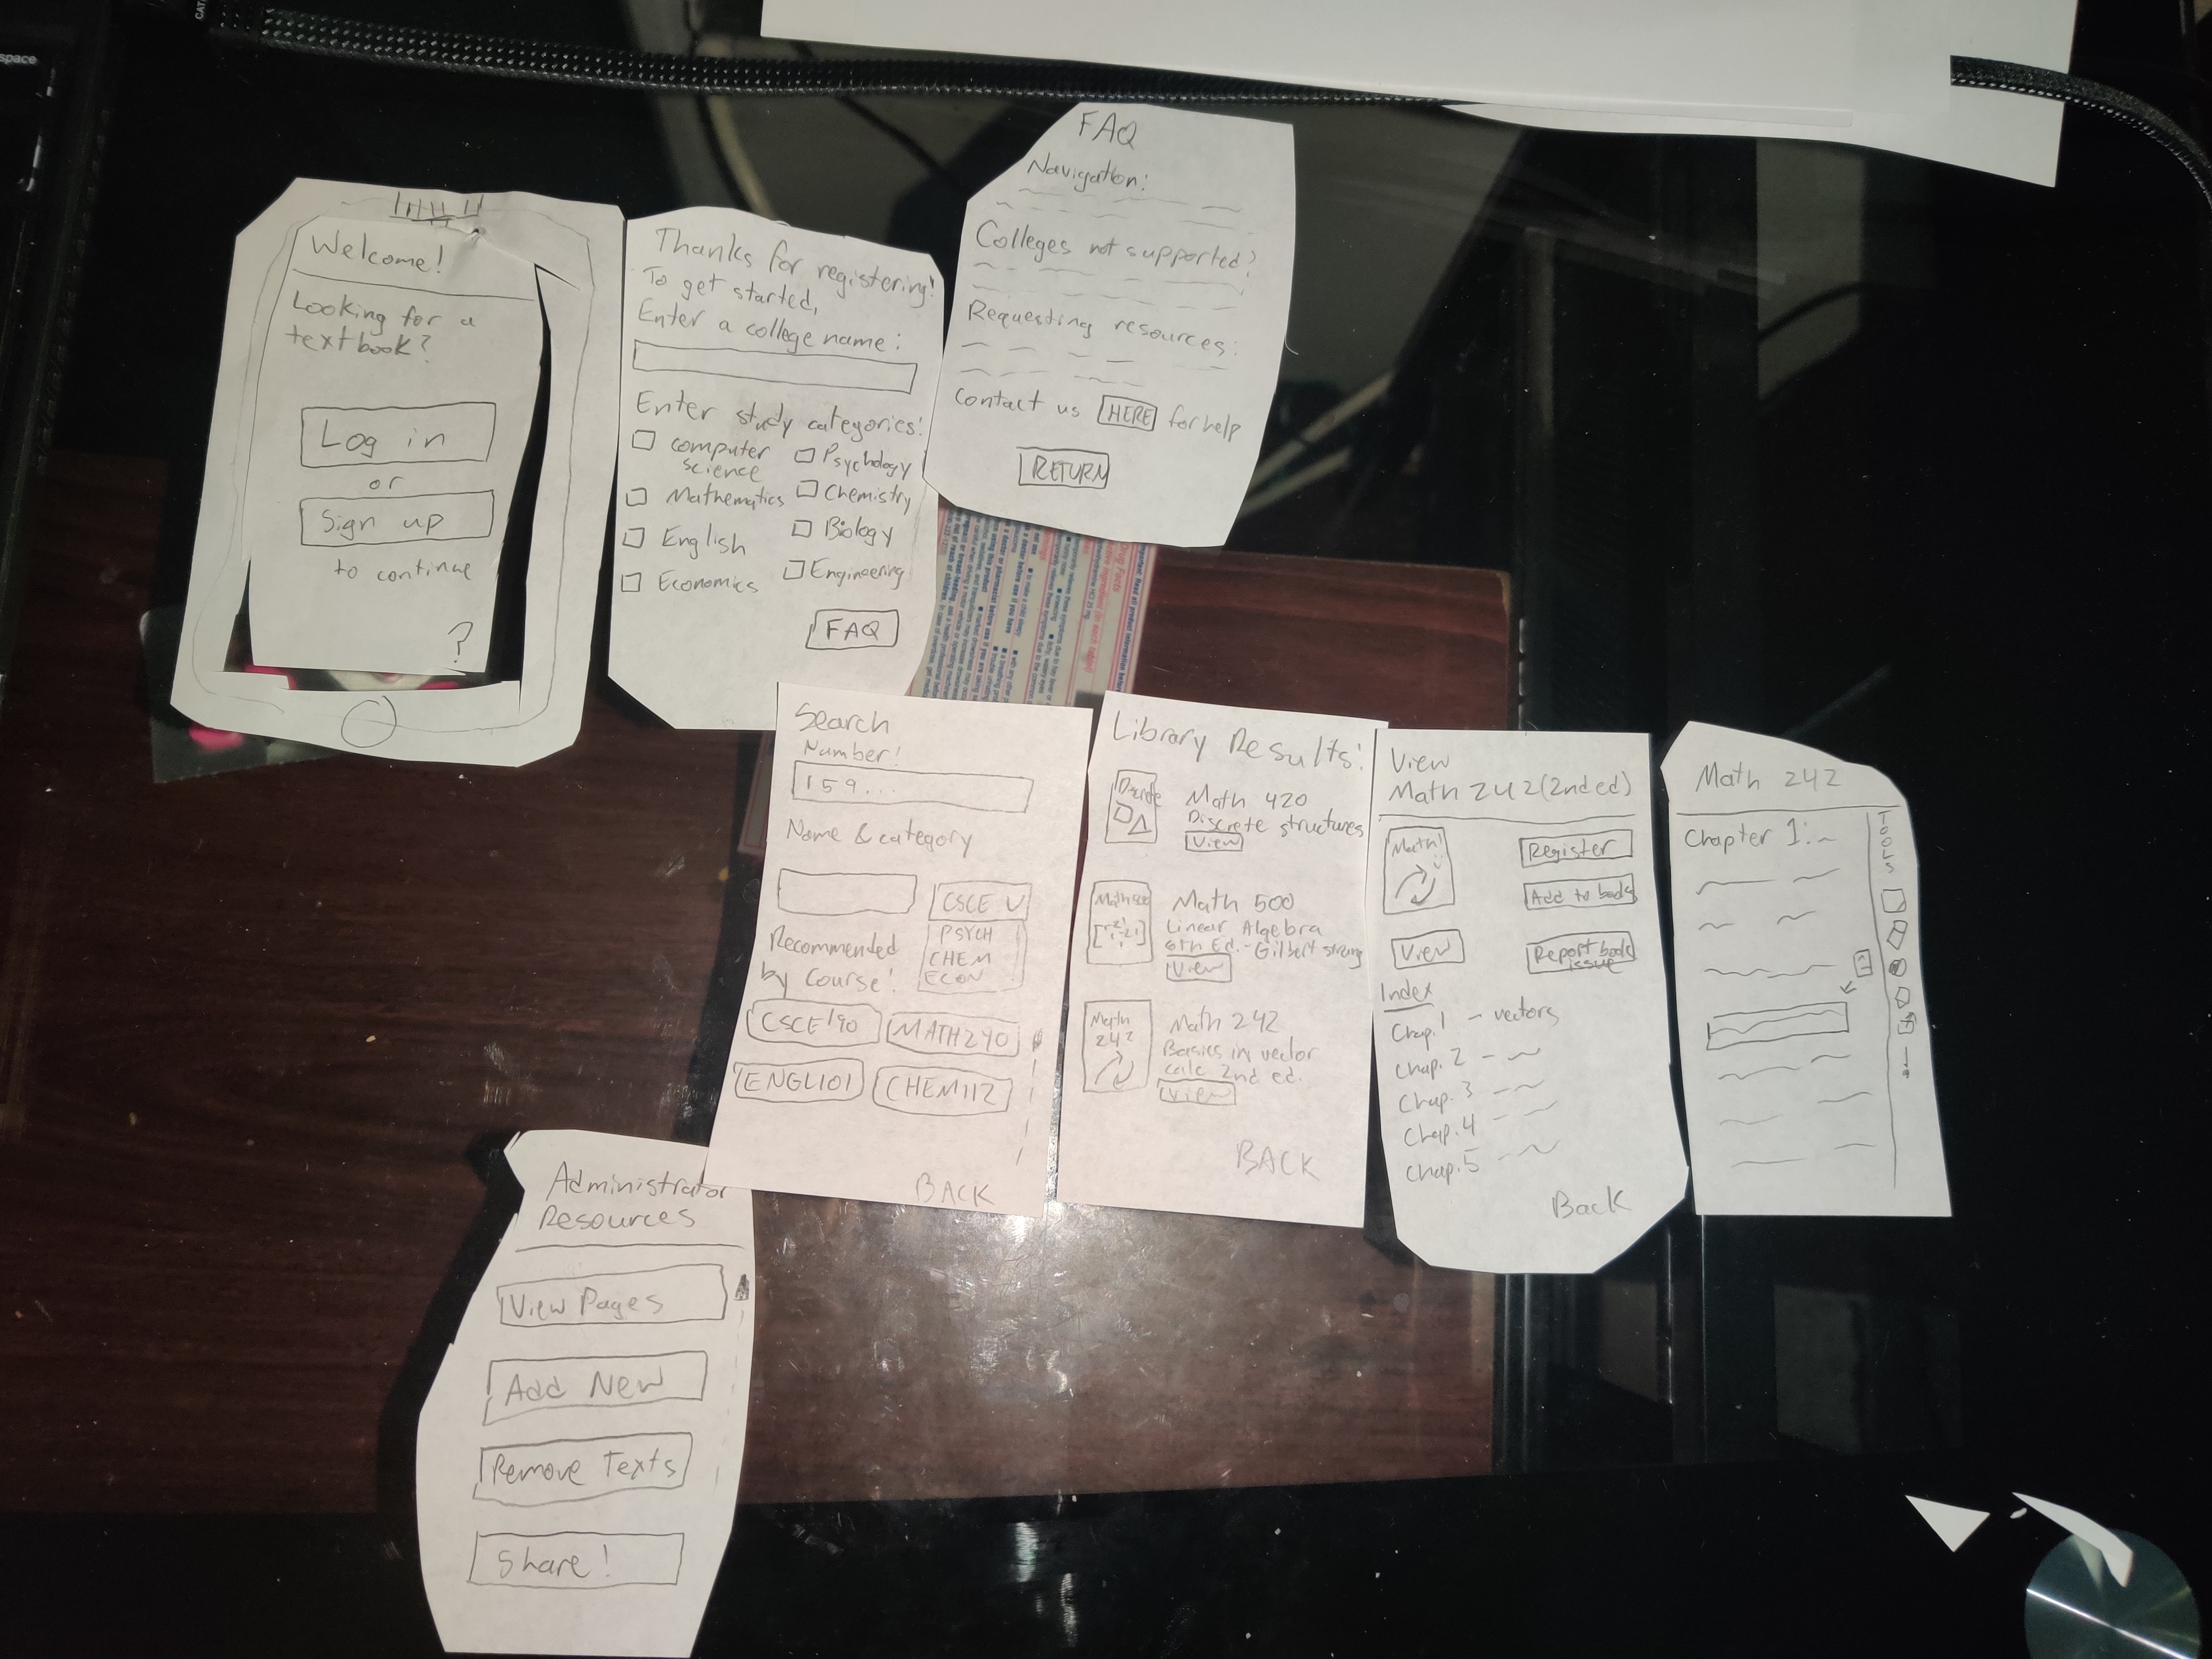 space
CAT
Welcome!
Looking for a
textbook?
Log in
or
Sign up
to continue
?
Thanks for registering!
To get started,
Enter a college name:
Enter study categories:
computer
science
Psychology
Mathematics
Chemistry
English
Biology
Economics
Engineering
FAQ
FAQ
Navigation:
Colleges not supported?
Requesting resources:
Contact us HERE for help
RETURN
Search
Number:
159...
Name & category
CSCE V
PSYCH
CHEM
ECON
Recommended
by Course:
CSCE190
MATH240
ENGL101
CHEM112
BACK
Library Results:
Discrete
Math 420
Discrete structures
View
Math 500
Linear Algebra
6th Ed. - Gilbert strang
View
Math
242
Math 242
Basics in vector
calc 2nd ed.
View
BACK
View
Math 242 (2nd ed)
Math!
Register
Add to books
View
Report book
issue
Index
Chap. 1 - vectors
Chap. 2 - ~
Chap. 3 - ~
Chap. 4 - ~
Chap. 5 - ~
Back
Math 242
Chapter 1: ~
TOOLS
Administrator
Resources
View Pages
Add New
Remove Texts
Share!